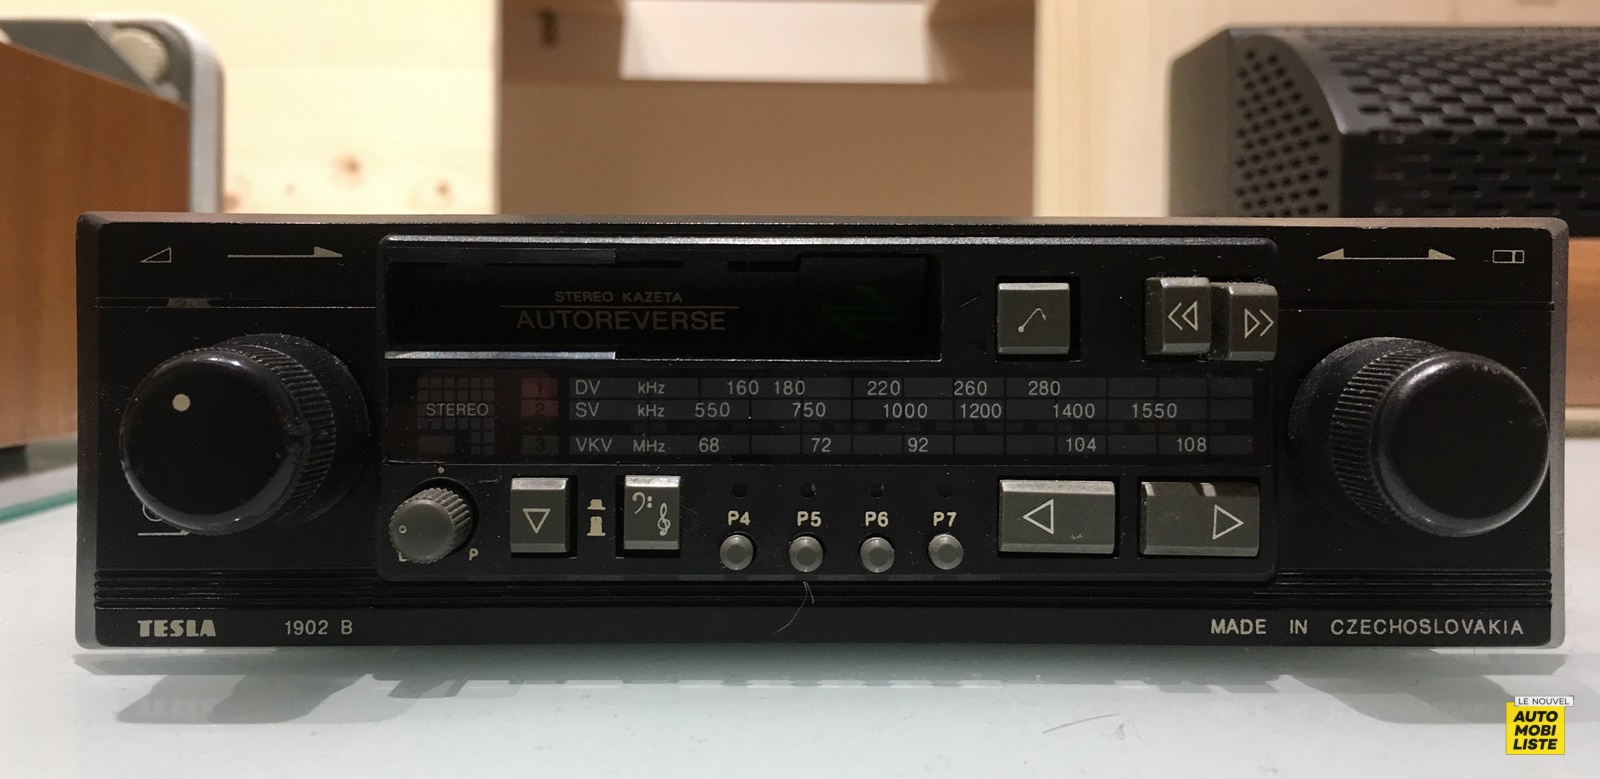 STEREO KAZETA
AUTOREVERSE
STEREO
1 DV kHz 160 180 220 260 280
2 SV kHz 550 750 1000 1200 1400 1550
3 VKV MHz 68 72 92 104 108
P4 P5 P6 P7
L P
TESLA 1902 B MADE IN CZECHOSLOVAKIA
LE NOUVEL
AUTO
MOBI
LISTE